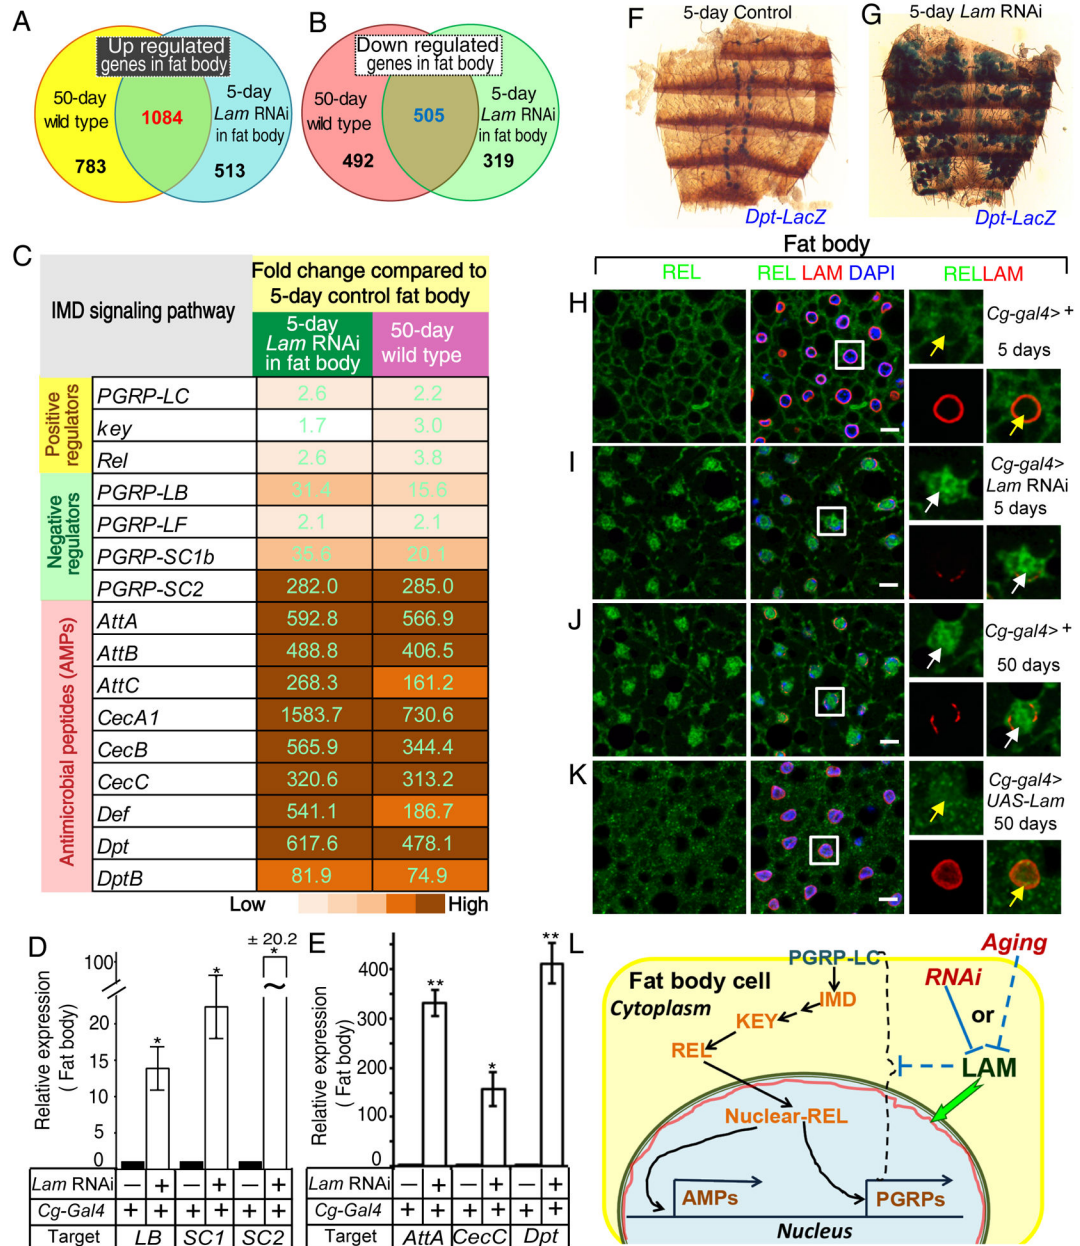 A
Up regulated
genes in fat body
50-day
wild type
783
1084
5-day
Lam RNAi
in fat body
513
B
Down regulated
genes in fat body
50-day
wild type
492
505
5-day
Lam RNAi
in fat body
319
C
IMD signaling pathway
Fold change compared to
5-day control fat body
5-day
Lam RNAi
in fat body
50-day
wild type
Positive
regulators
PGRP-LC 2.6 2.2
key 1.7 3.0
Rel 2.6 3.8
Negative
regulators
PGRP-LB 31.4 15.6
PGRP-LF 2.1 2.1
PGRP-SC1b 35.6 20.1
PGRP-SC2 282.0 285.0
Antimicrobial peptides (AMPs)
AttA 592.8 566.9
AttB 488.8 406.5
AttC 268.3 161.2
CecA1 1583.7 730.6
CecB 565.9 344.4
CecC 320.6 313.2
Def 541.1 186.7
Dpt 617.6 478.1
DptB 81.9 74.9
Low High
D
Relative expression
( Fat body)
100
20
15
10
5
0
* * ± 20.2
*
~
Lam RNAi – + – + – +
Cg-Gal4 + + + + + +
Target LB SC1 SC2
E
Relative expression
( Fat body)
400
300
200
100
0
** * **
Lam RNAi – + – + – +
Cg-Gal4 + + + + + +
Target AttA CecC Dpt
F
5-day Control
Dpt-LacZ
G
5-day Lam RNAi
Dpt-LacZ
Fat body
REL
REL LAM DAPI
RELLAM
H
Cg-gal4> +
5 days
I
Cg-gal4>
Lam RNAi
5 days
J
Cg-gal4> +
50 days
K
Cg-gal4>
UAS-Lam
50 days
L
Fat body cell
Cytoplasm
PGRP-LC
IMD
KEY
REL
Nuclear-REL
AMPs
PGRPs
Nucleus
Aging
RNAi
or
LAM